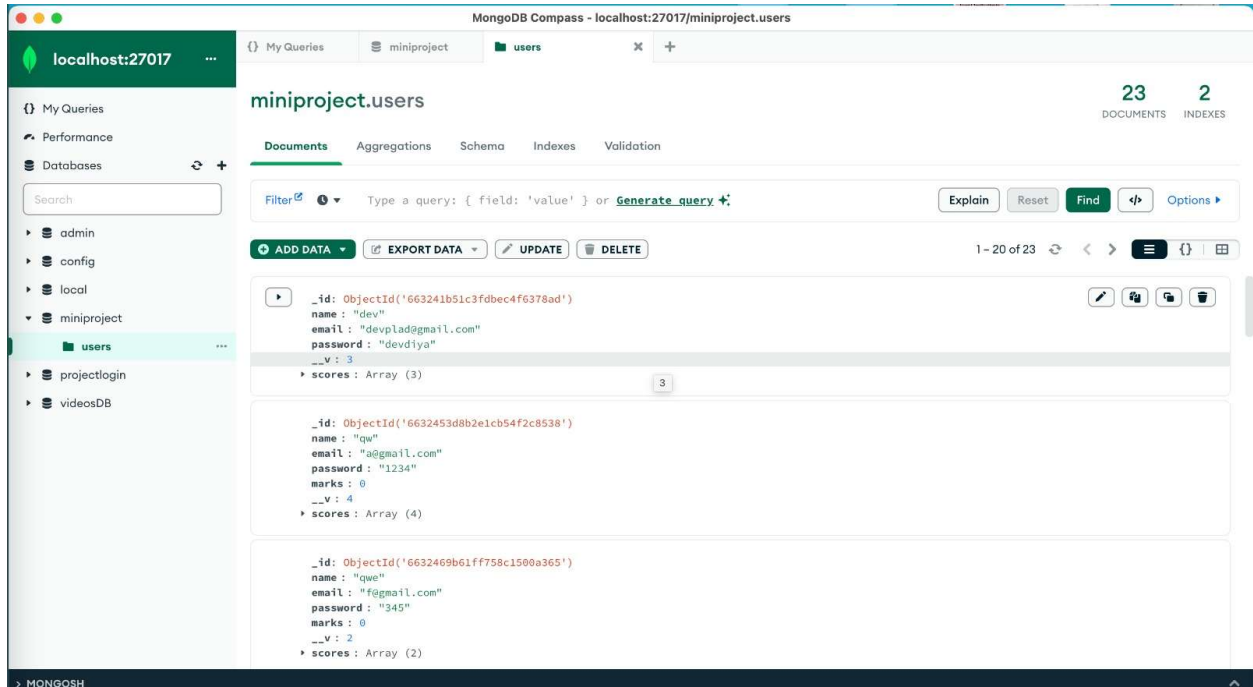 MongoDB Compass - localhost:27017/miniproject.users
localhost:27017 ...
{} My Queries
Performance
Databases
Search
admin
config
local
miniproject
users ...
projectlogin
videosDB
{} My Queries miniproject users
miniproject.users
23 2
DOCUMENTS INDEXES
Documents Aggregations Schema Indexes Validation
Filter Type a query: { field: 'value' } or Generate query Explain Reset Find </> Options
ADD DATA EXPORT DATA UPDATE DELETE 1 – 20 of 23 {}
_id: ObjectId('663241b51c3fdbec4f6378ad')
name : "dev"
email : "devplad@gmail.com"
password : "devdiya"
__v : 3
scores : Array (3)
3
_id: ObjectId('6632453d8b2e1cb54f2c8538')
name : "qw"
email : "a@gmail.com"
password : "1234"
marks : 0
__v : 4
scores : Array (4)
_id: ObjectId('6632469b61ff758c1500a365')
name : "qwe"
email : "f@gmail.com"
password : "345"
marks : 0
__v : 2
scores : Array (2)
> MONGOSH